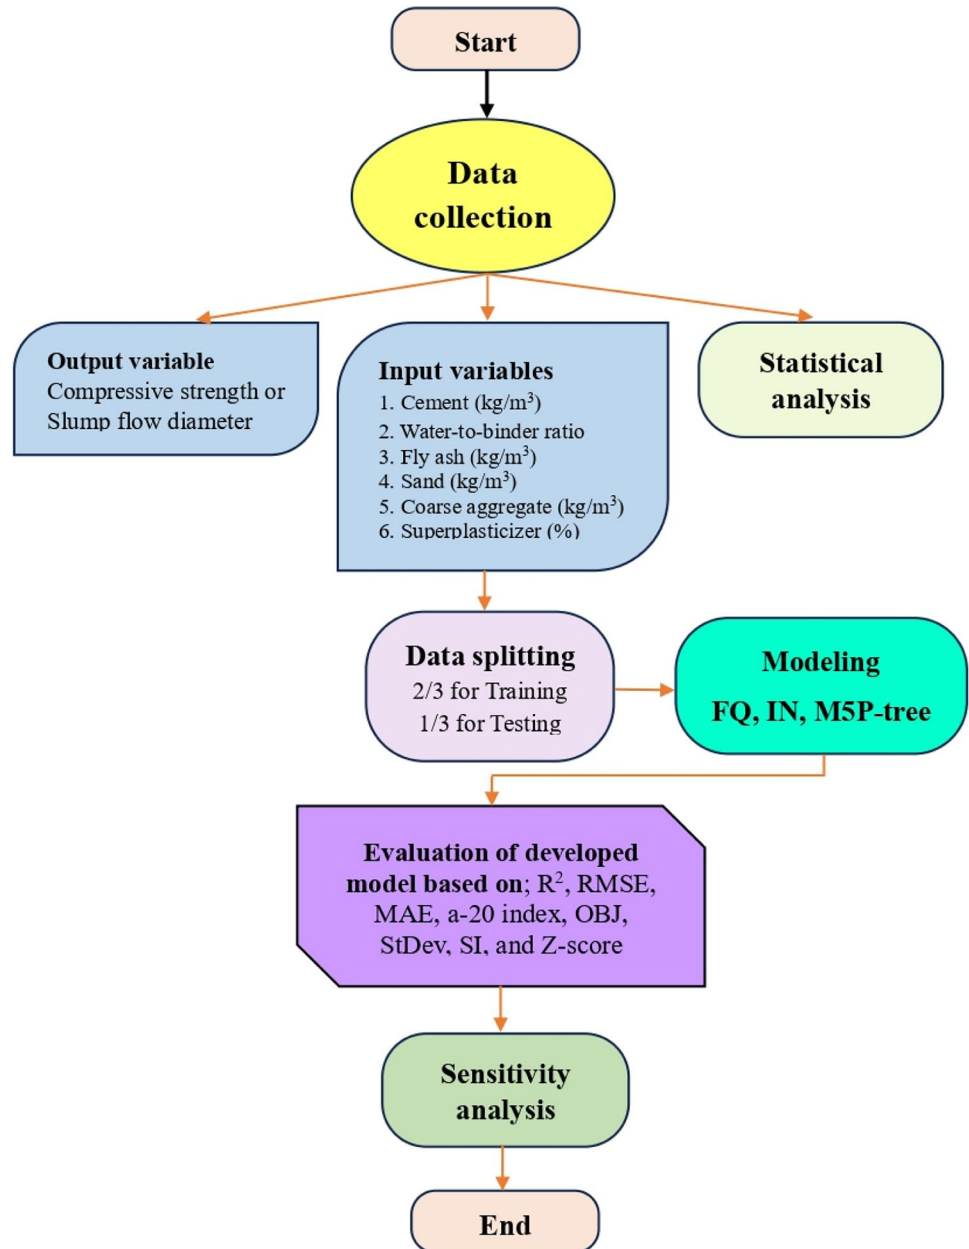 Start
Data
collection
Output variable
Compressive strength or
Slump flow diameter
Input variables
1. Cement (kg/m³)
2. Water-to-binder ratio
3. Fly ash (kg/m³)
4. Sand (kg/m³)
5. Coarse aggregate (kg/m³)
6. Superplasticizer (%)
Statistical
analysis
Data splitting
2/3 for Training
1/3 for Testing
Modeling
FQ, IN, M5P-tree
Evaluation of developed
model based on; R², RMSE,
MAE, a-20 index, OBJ,
StDev, SI, and Z-score
Sensitivity
analysis
End